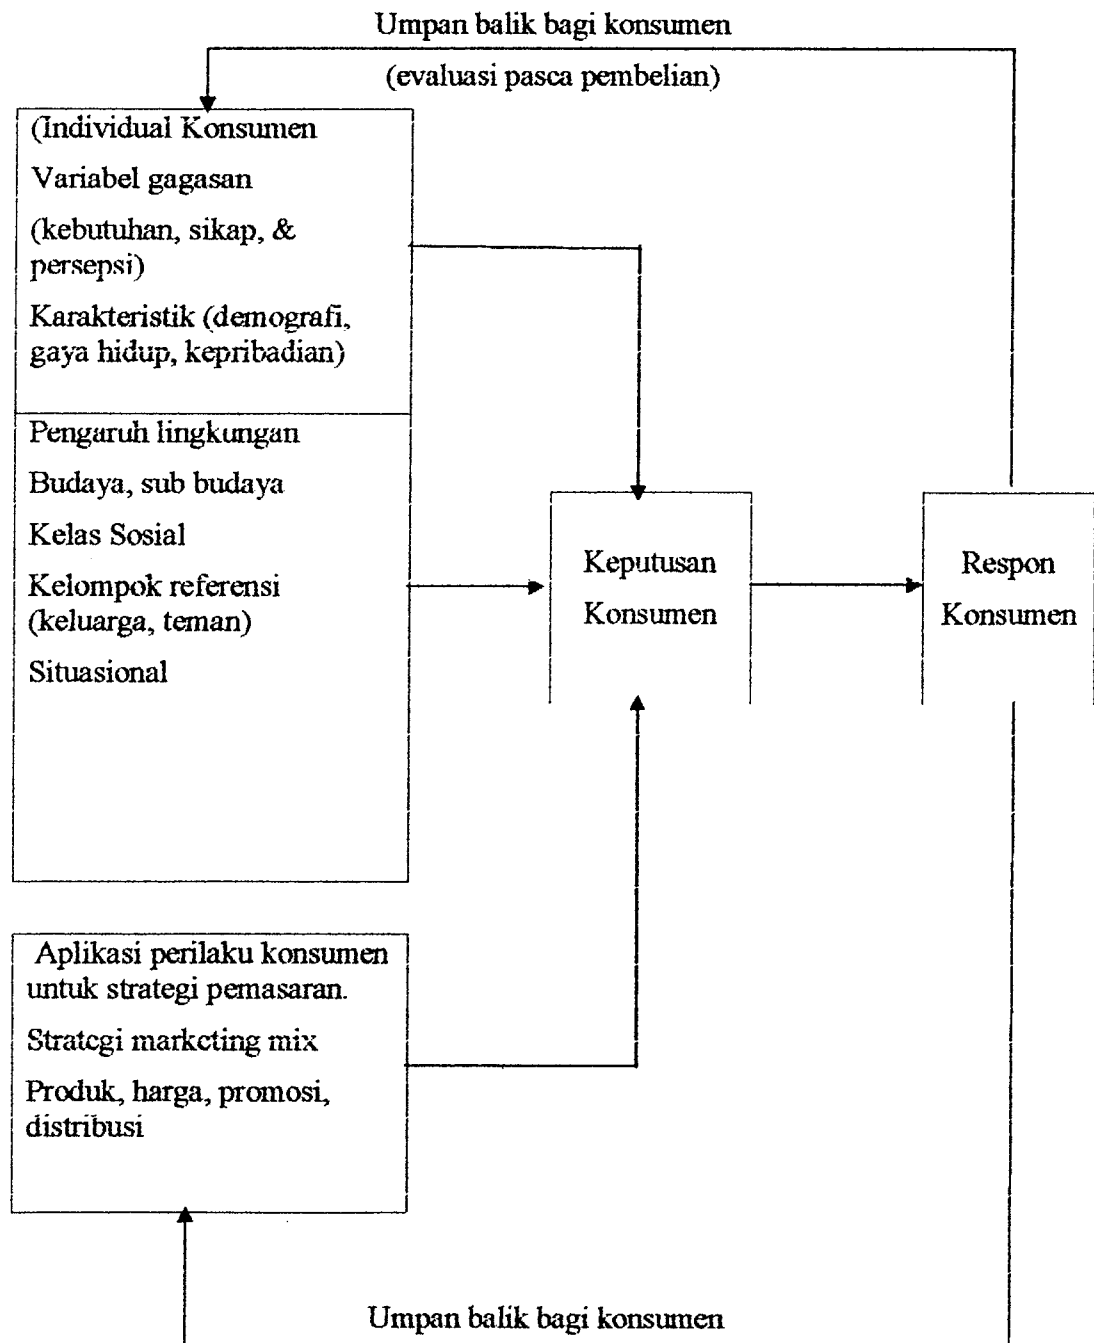 Umpan balik bagi konsumen
(evaluasi pasca pembelian)
(Individual Konsumen
Variabel gagasan
(kebutuhan, sikap, &
persepsi)
Karakteristik (demografi,
gaya hidup, kepribadian)
Pengaruh lingkungan
Budaya, sub budaya
Kelas Sosial
Kelompok referensi
(keluarga, teman)
Situasional
Keputusan
Konsumen
Respon
Konsumen
Aplikasi perilaku konsumen
untuk strategi pemasaran.
Strategi marketing mix
Produk, harga, promosi,
distribusi
Umpan balik bagi konsumen